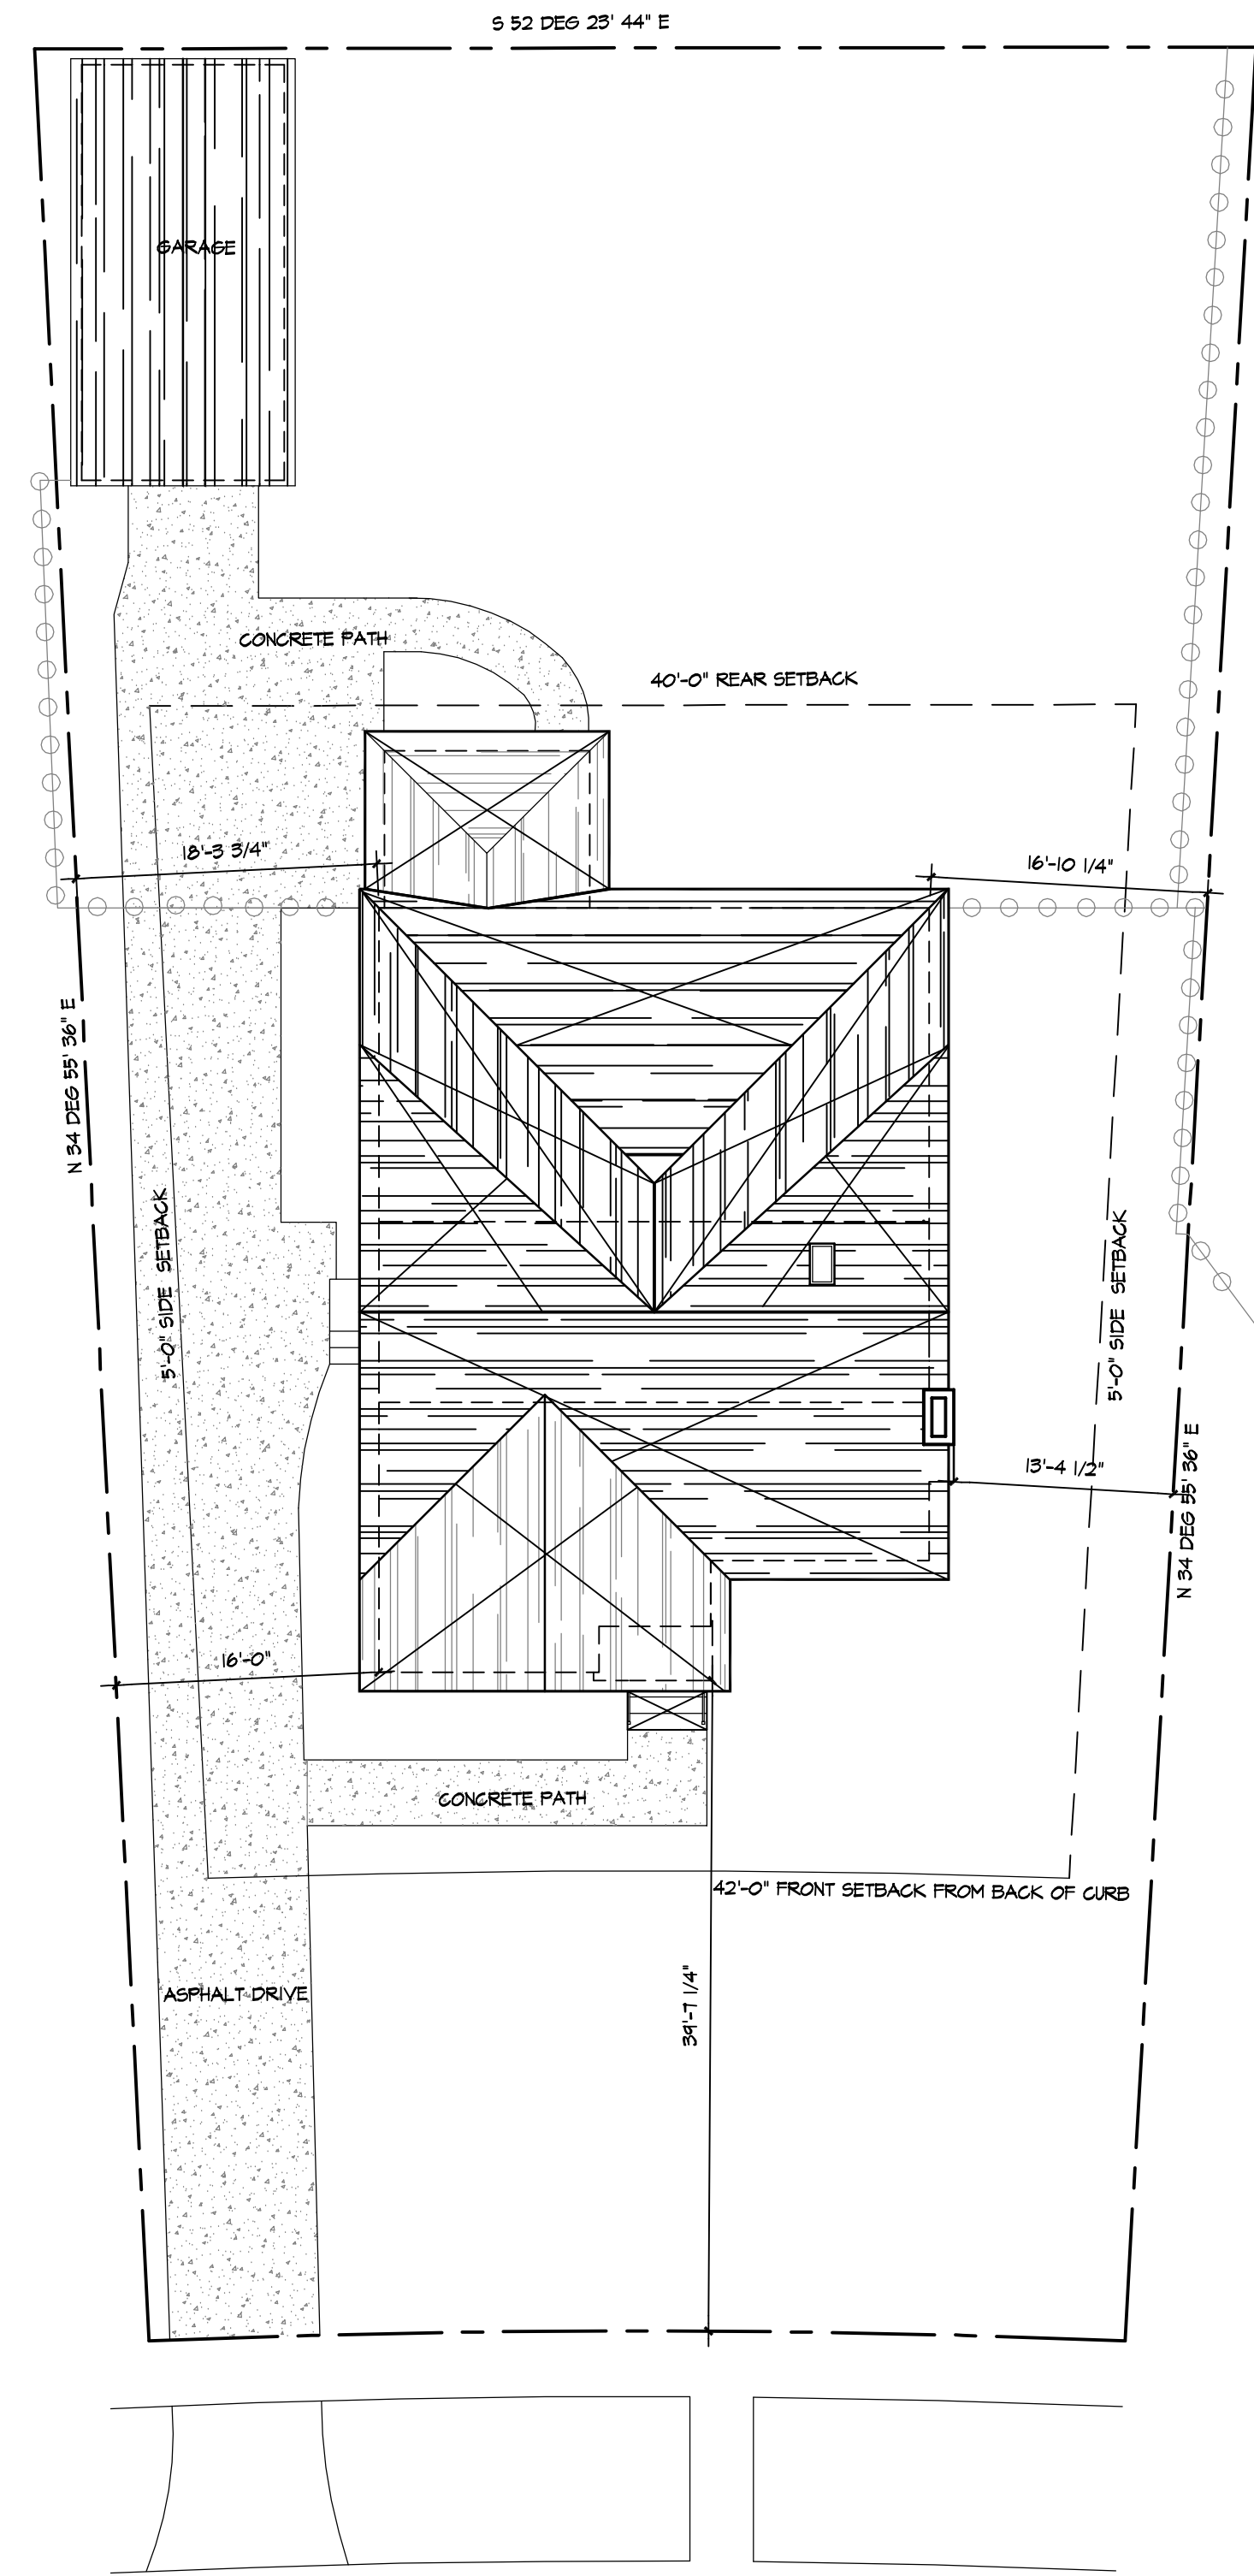 S 52 DEG 23' 44" E
GARAGE
CONCRETE PATH
40'-0" REAR SETBACK
18'-3 3/4"
16'-10 1/4"
N 34 DEG 55' 36" E
5'-0" SIDE SETBACK
5'-0" SIDE SETBACK
13'-4 1/2"
N 34 DEG 55' 36" E
16'-0"
CONCRETE PATH
42'-0" FRONT SETBACK FROM BACK OF CURB
39'-7 1/4"
ASPHALT DRIVE